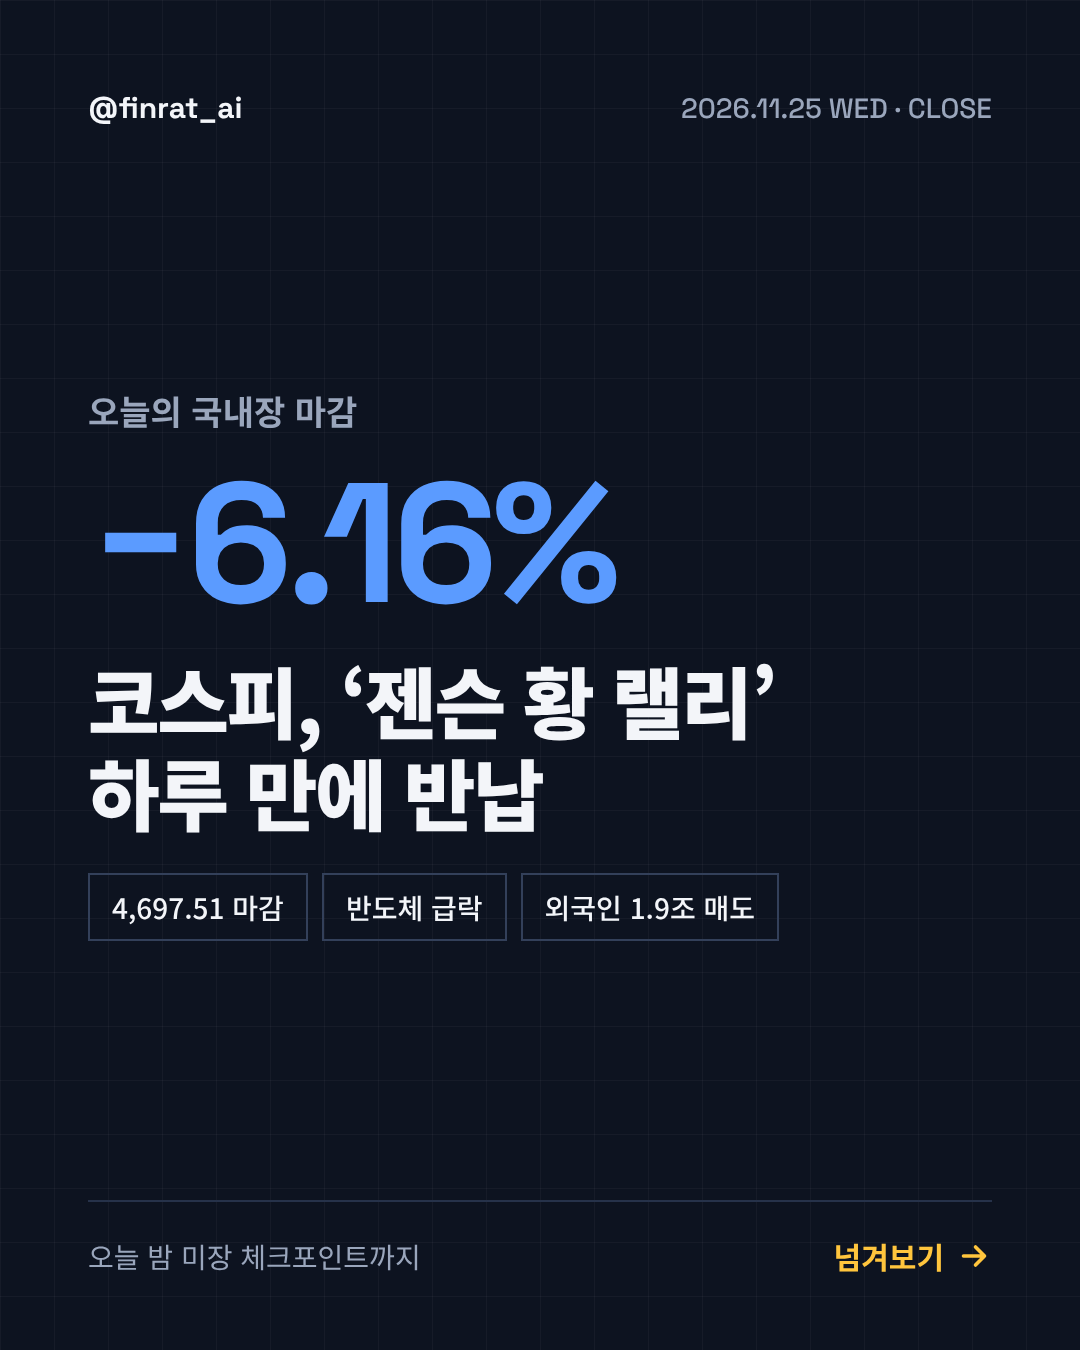 @finrat_ai
2026.11.25 WED · CLOSE
오늘의 국내장 마감
-6.16%
코스피, ‘젠슨 황 랠리’
하루 만에 반납
4,697.51 마감
반도체 급락
외국인 1.9조 매도
오늘 밤 미장 체크포인트까지
넘겨보기 →